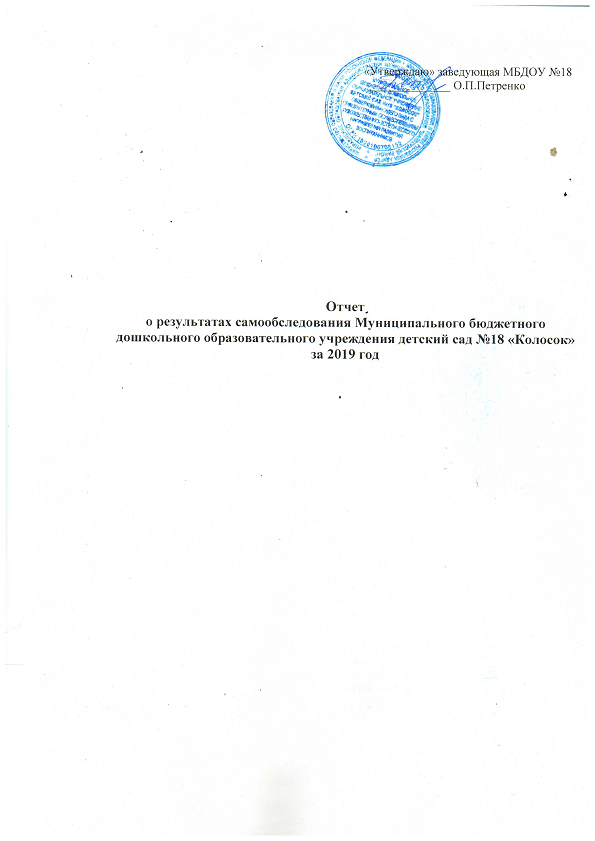 «Утверждаю» заведующая МБДОУ №18
О.П.Петренко
Отчет
о результатах самообследования Муниципального бюджетного
дошкольного образовательного учреждения детский сад №18 «Колосок»
за 2019 год